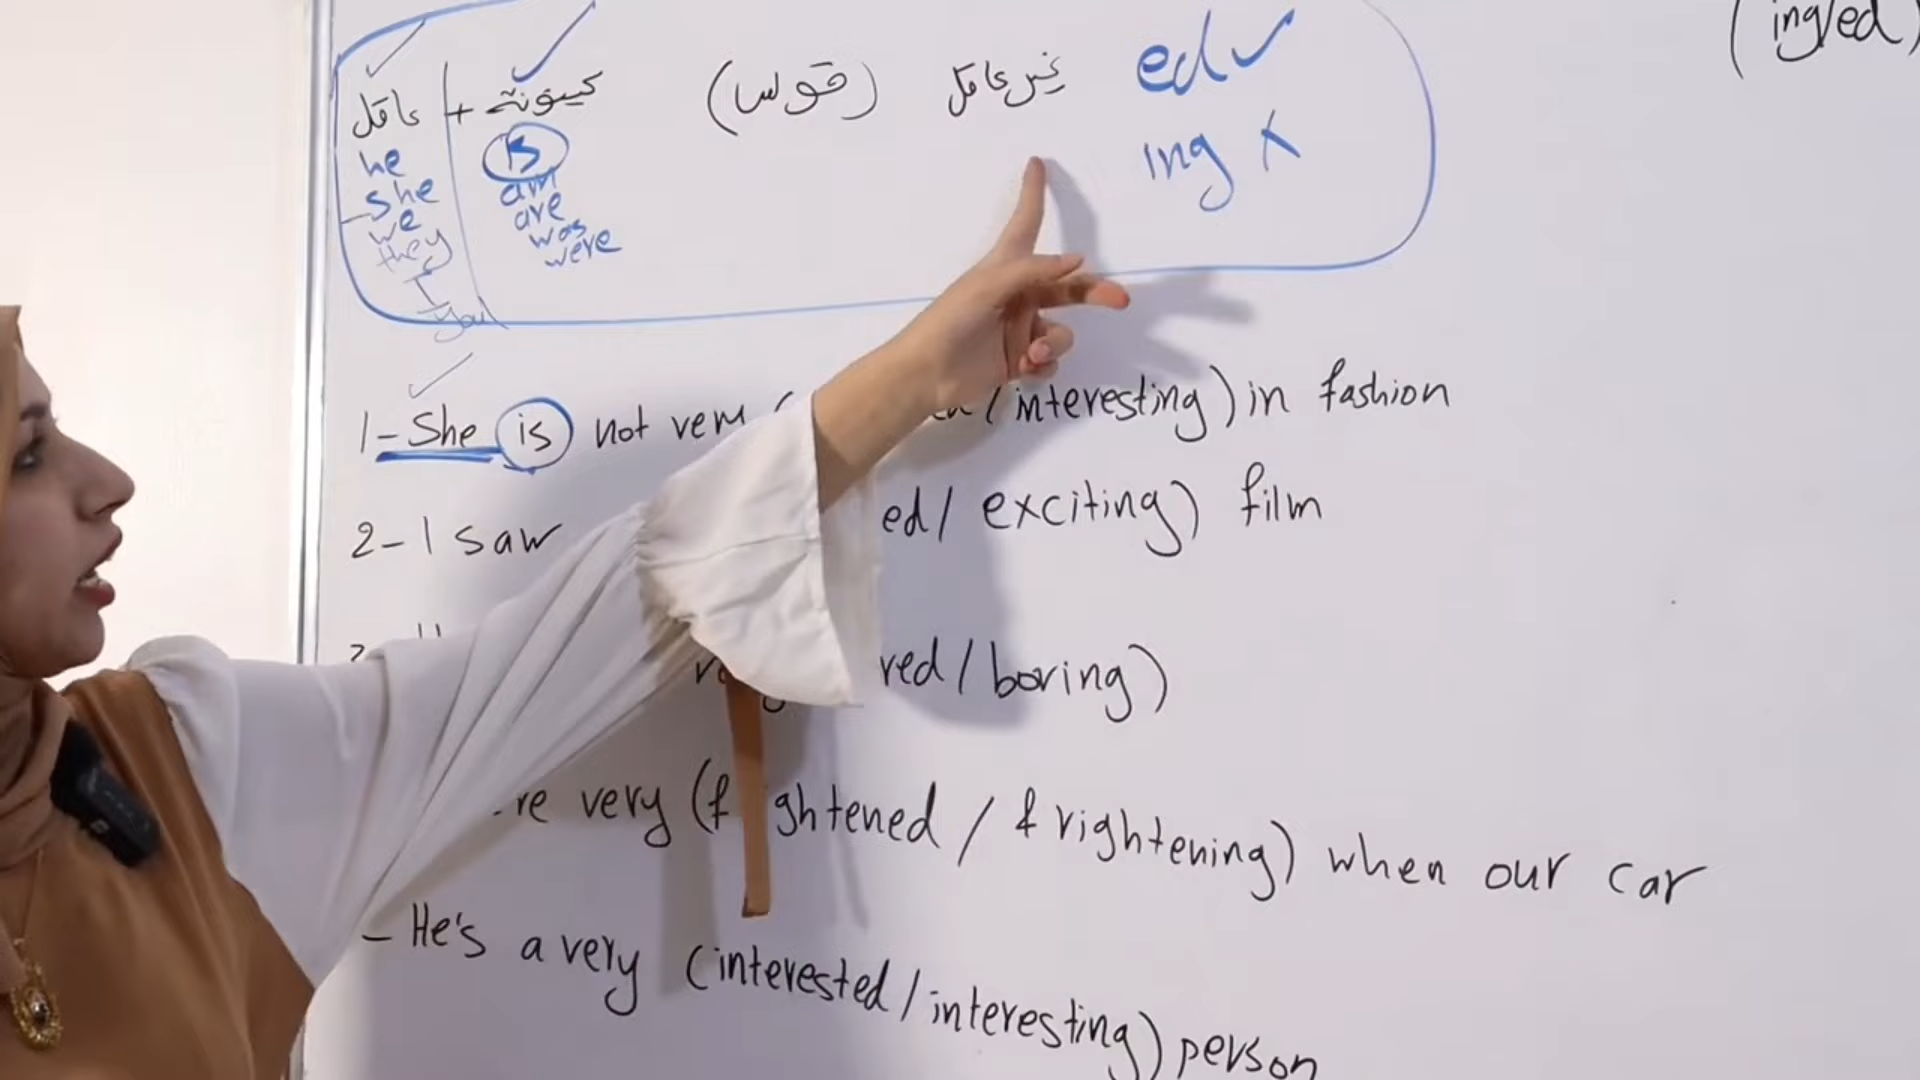 (ing/ed)
عاقل + كينونة (قوس) غير عاقل ed
he is ing x
she am
we are
they was
I were
you
1- She is not very / interesting) in fashion
2- I saw ed / exciting) film
red / boring)
very (frightened / frightening) when our car
- He's a very (interested / interesting) person